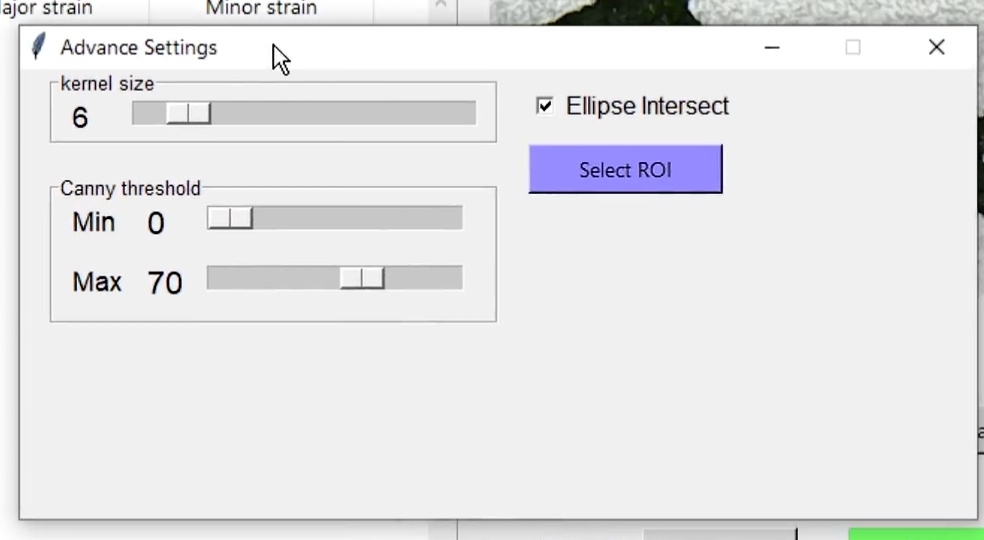 ajor strain
Minor strain
Advance Settings
kernel size
6
Ellipse Intersect
Select ROI
Canny threshold
Min 0
Max 70